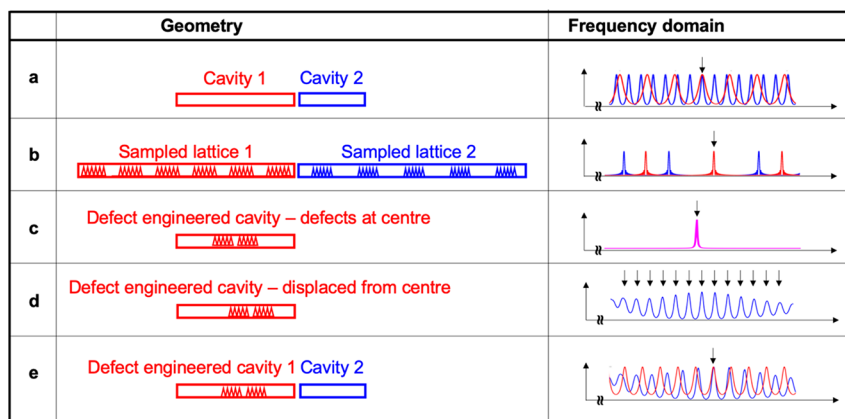 Geometry Frequency domain
a Cavity 1 Cavity 2
b Sampled lattice 1 Sampled lattice 2
c Defect engineered cavity – defects at centre
d Defect engineered cavity – displaced from centre
e Defect engineered cavity 1 Cavity 2